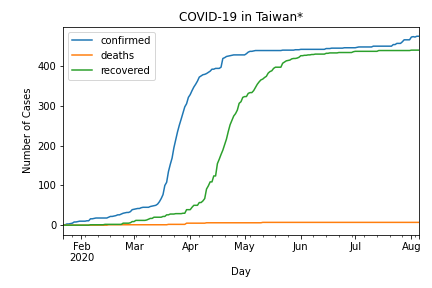 COVID-19 in Taiwan*
confirmed
deaths
recovered
Number of Cases
400
300
200
100
0
Feb Mar Apr May Jun Jul Aug
2020
Day